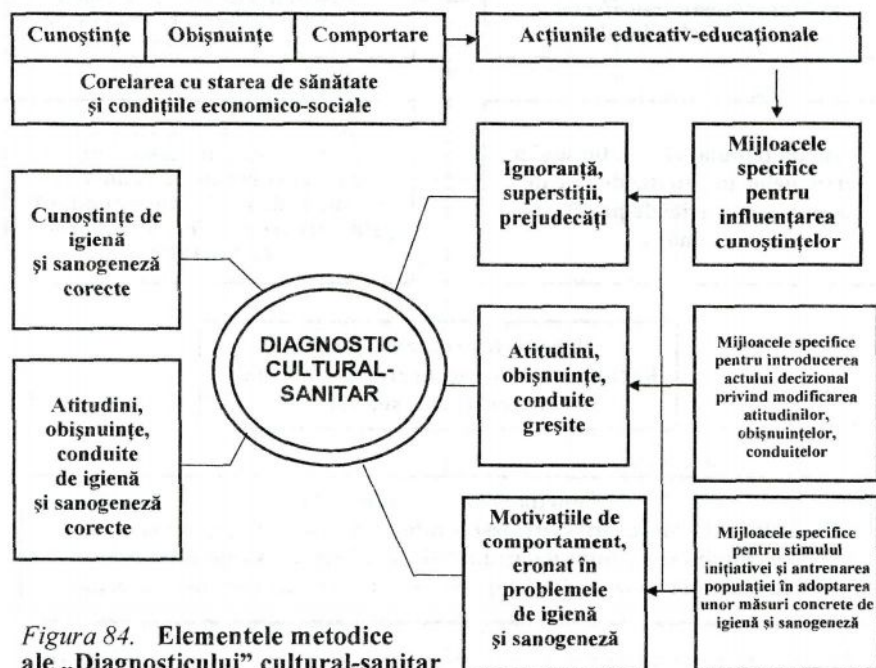 Cunoştinţe
Obişnuinţe
Comportare
Corelarea cu starea de sănătate
şi condiţiile economico-sociale
Acţiunile educativ-educaţionale
Cunoştinţe de
igienă
şi sanogeneză
corecte
Atitudini,
obişnuinţe,
conduite
de igienă
şi sanogeneză
corecte
DIAGNOSTIC
CULTURAL-
SANITAR
Ignoranţă,
superstiţii,
prejudecăţi
Mijloacele
specifice
pentru
influenţarea
cunoştinţelor
Atitudini,
obişnuinţe,
conduite
greşite
Mijloacele specifice
pentru introducerea
actului decizional
privind modificarea
atitudinilor,
obişnuinţelor,
conduitelor
Motivaţiile de
comportament,
eronat în
problemele
de igienă
şi sanogeneză
Mijloacele specifice
pentru stimulul
iniţiativei şi antrenarea
populaţiei în adoptarea
unor măsuri concrete de
igienă şi sanogeneză
Figura 84. Elementele metodice
ale „Diagnosticului” cultural-sanitar